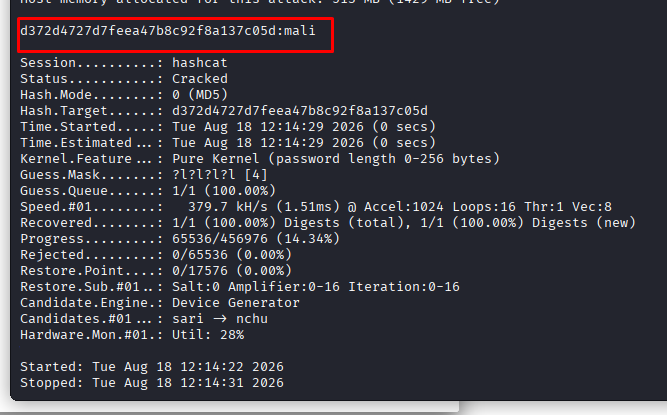 Host memory allocated for this attack: 513 MB (1429 MB free)
d372d4727d7feea47b8c92f8a137c05d:mali
Session..........: hashcat
Status...........: Cracked
Hash.Mode........: 0 (MD5)
Hash.Target......: d372d4727d7feea47b8c92f8a137c05d
Time.Started.....: Tue Aug 18 12:14:29 2026 (0 secs)
Time.Estimated...: Tue Aug 18 12:14:29 2026 (0 secs)
Kernel.Feature...: Pure Kernel (password length 0-256 bytes)
Guess.Mask.......: ?l?l?l?l [4]
Guess.Queue......: 1/1 (100.00%)
Speed.#01........:   379.7 kH/s (1.51ms) @ Accel:1024 Loops:16 Thr:1 Vec:8
Recovered........: 1/1 (100.00%) Digests (total), 1/1 (100.00%) Digests (new)
Progress.........: 65536/456976 (14.34%)
Rejected.........: 0/65536 (0.00%)
Restore.Point....: 0/17576 (0.00%)
Restore.Sub.#01..: Salt:0 Amplifier:0-16 Iteration:0-16
Candidate.Engine.: Device Generator
Candidates.#01...: sari -> nchu
Hardware.Mon.#01.: Util: 28%
Started: Tue Aug 18 12:14:22 2026
Stopped: Tue Aug 18 12:14:31 2026